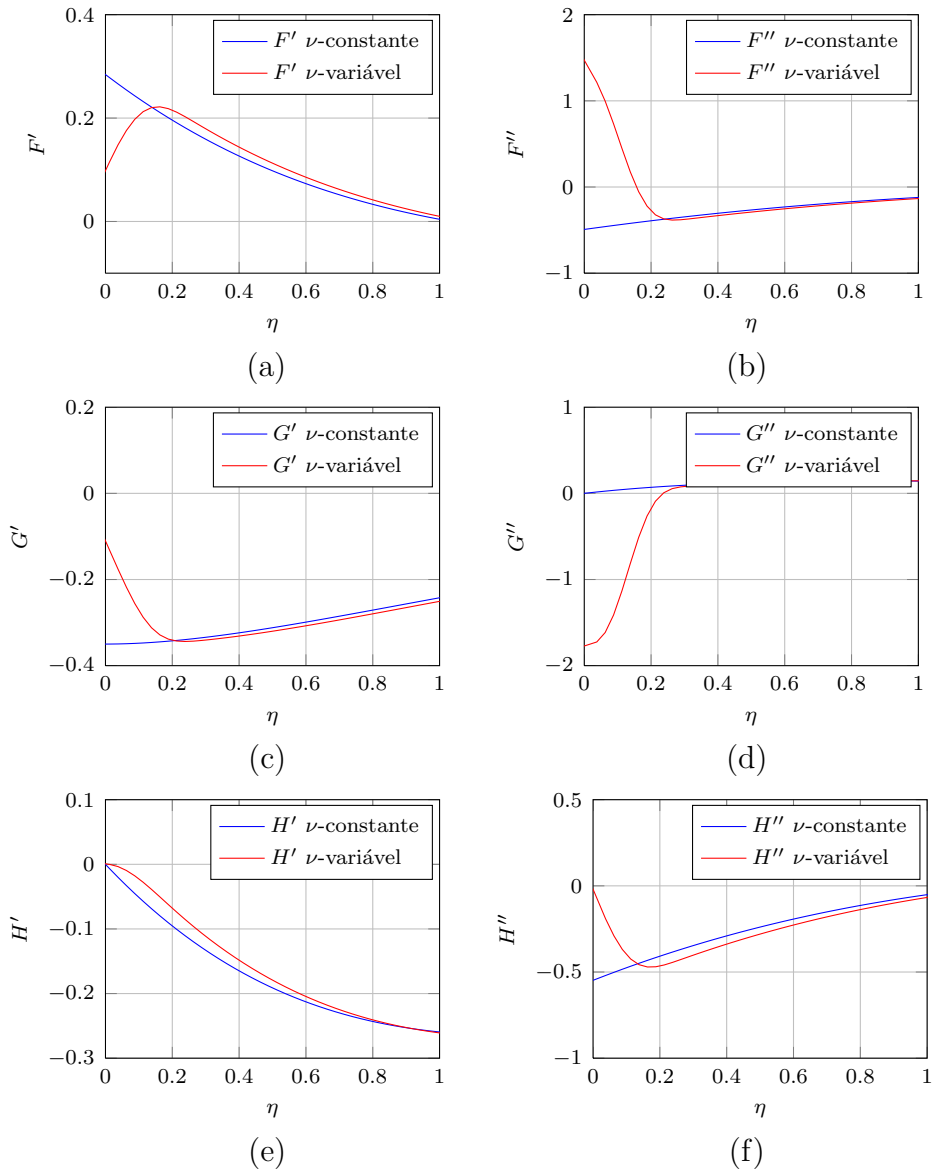 0.4
0.2
0
F′
F′ ν-constante
F′ ν-variável
0 0.2 0.4 0.6 0.8 1
η
(a)
2
1
0
−1
F′′
F′′ ν-constante
F′′ ν-variável
0 0.2 0.4 0.6 0.8 1
η
(b)
0.2
0
−0.2
−0.4
G′
G′ ν-constante
G′ ν-variável
0 0.2 0.4 0.6 0.8 1
η
(c)
1
0
−1
−2
G′′
G′′ ν-constante
G′′ ν-variável
0 0.2 0.4 0.6 0.8 1
η
(d)
0.1
0
−0.1
−0.2
−0.3
H′
H′ ν-constante
H′ ν-variável
0 0.2 0.4 0.6 0.8 1
η
(e)
0.5
0
−0.5
−1
H′′
H′′ ν-constante
H′′ ν-variável
0 0.2 0.4 0.6 0.8 1
η
(f)